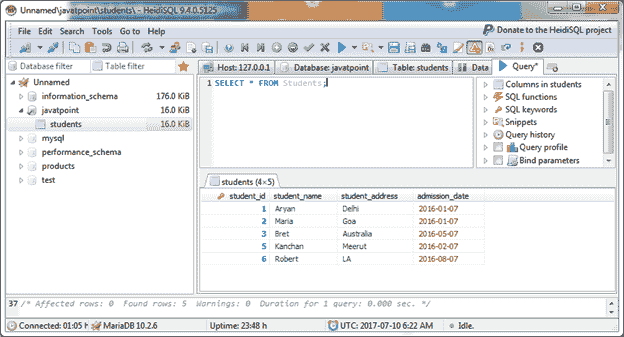 Unnamed\javatpoint\students\ - HeidiSQL 9.4.0.5125
File Edit Search Tools Go to Help
Donate to the HeidiSQL project
Database filter Table filter
Host: 127.0.0.1 Database: javatpoint Table: students Data Query*
Unnamed
information_schema 176.0 KiB
javatpoint 16.0 KiB
students 16.0 KiB
mysql
performance_schema
products
test
1 SELECT * FROM Students;
Columns in students
SQL functions
SQL keywords
Snippets
Query history
Query profile
Bind parameters
students (4×5)
student_id student_name student_address admission_date
1 Aryan Delhi 2016-01-07
2 Maria Goa 2016-01-07
3 Bret Australia 2016-05-07
5 Kanchan Meerut 2016-02-07
6 Robert LA 2016-08-07
37 /* Affected rows: 0 Found rows: 5 Warnings: 0 Duration for 1 query: 0.000 sec. */
Connected: 01:05 h MariaDB 10.2.6 Uptime: 23:48 h UTC: 2017-07-10 6:22 AM Idle.